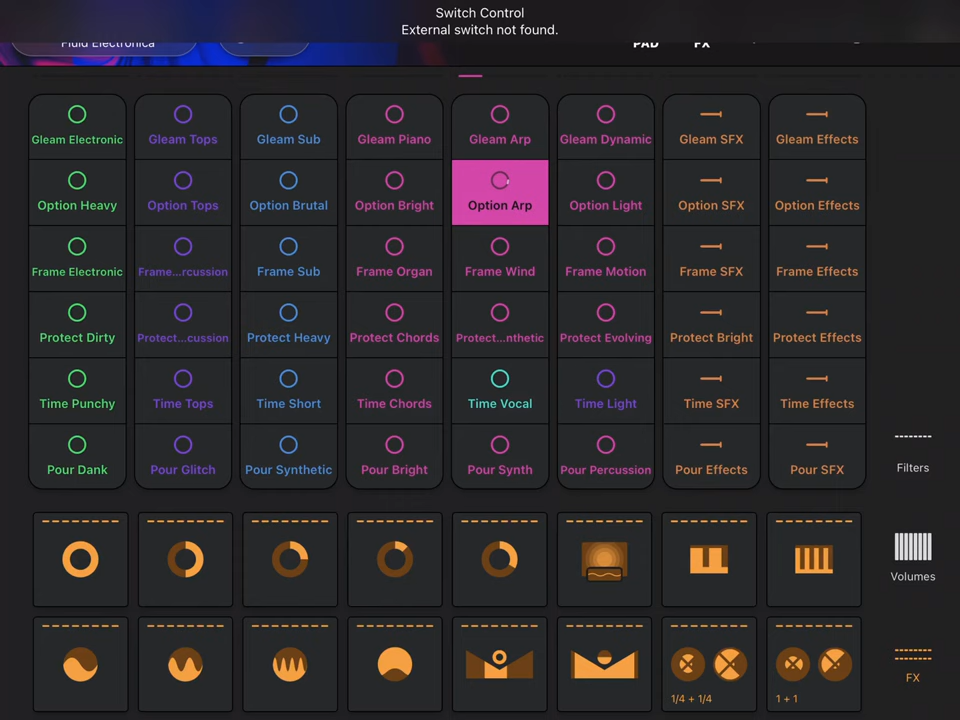 Switch Control
External switch not found.
Fluid Electronica
PAD FX
Gleam Electronic Gleam Tops Gleam Sub Gleam Piano Gleam Arp Gleam Dynamic Gleam SFX Gleam Effects
Option Heavy Option Tops Option Brutal Option Bright Option Arp Option Light Option SFX Option Effects
Frame Electronic Frame...rcussion Frame Sub Frame Organ Frame Wind Frame Motion Frame SFX Frame Effects
Protect Dirty Protect...cussion Protect Heavy Protect Chords Protect...nthetic Protect Evolving Protect Bright Protect Effects
Time Punchy Time Tops Time Short Time Chords Time Vocal Time Light Time SFX Time Effects
Pour Dank Pour Glitch Pour Synthetic Pour Bright Pour Synth Pour Percussion Pour Effects Pour SFX
Filters
Volumes
FX
1/4 + 1/4 1 + 1